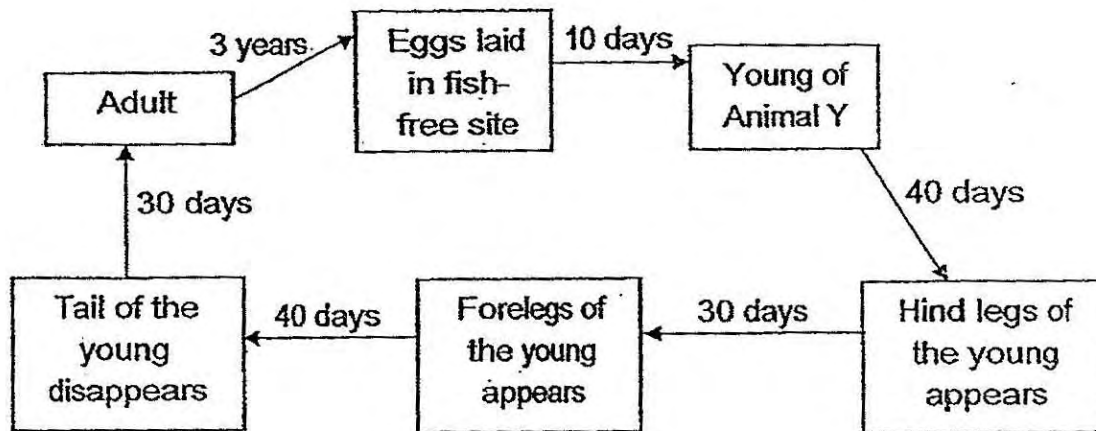 3 years
Eggs laid
in fish-
free site
10 days
Young of
Animal Y
Adult
30 days
40 days
Tail of the
young
disappears
40 days
Forelegs of
the young
appears
30 days
Hind legs of
the young
appears